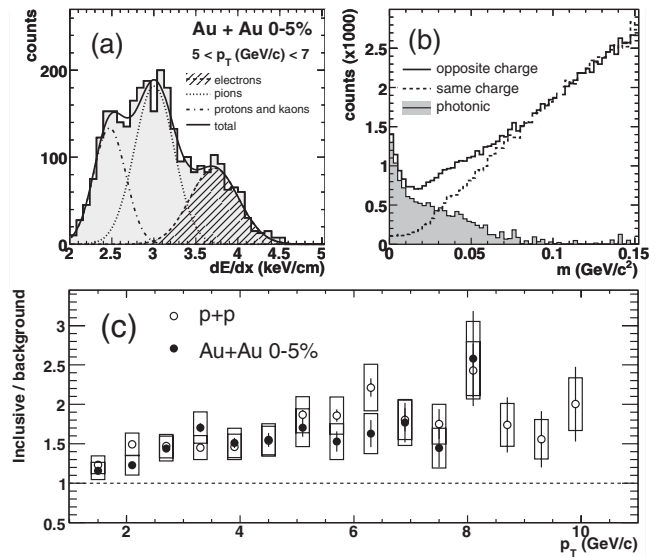 counts
(a)
Au + Au 0-5%
5 < p_T (GeV/c) < 7
electrons
pions
protons and kaons
total
200
100
0
2 2.5 3 3.5 4 4.5 5
dE/dx (keV/cm)
counts (x1000)
(b)
opposite charge
same charge
photonic
2.5
2
1.5
1
0.5
0
0 0.05 0.1 0.15
m (GeV/c²)
Inclusive / background
(c)
p+p
Au+Au 0-5%
3
2.5
2
1.5
1
0.5
2 4 6 8 10
p_T (GeV/c)